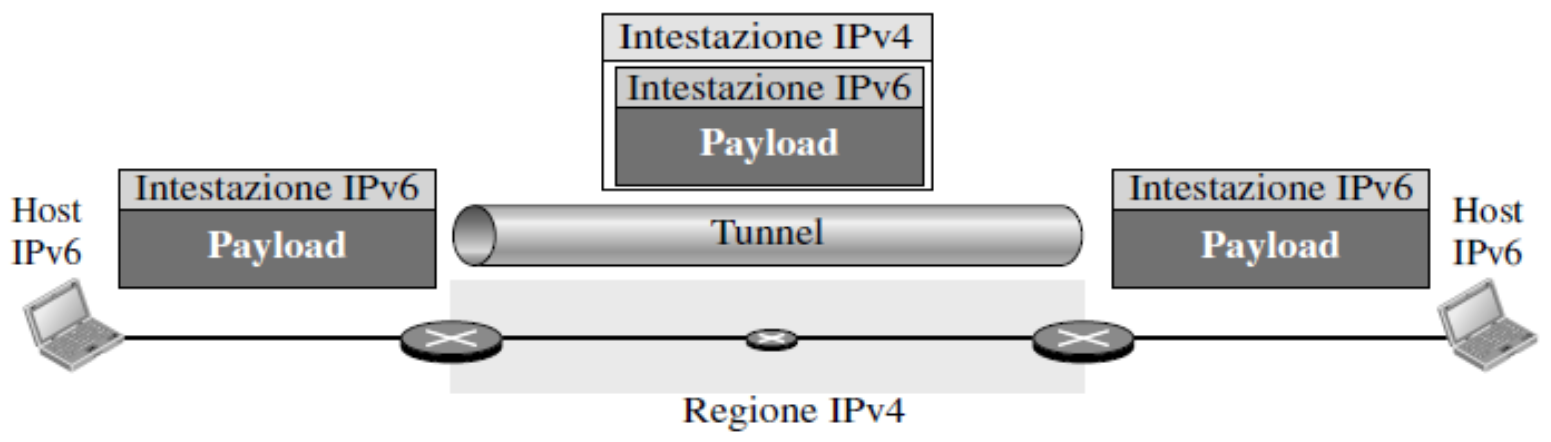 Intestazione IPv4
Intestazione IPv6
Payload
Host
IPv6
Intestazione IPv6
Payload
Tunnel
Intestazione IPv6
Payload
Host
IPv6
Regione IPv4